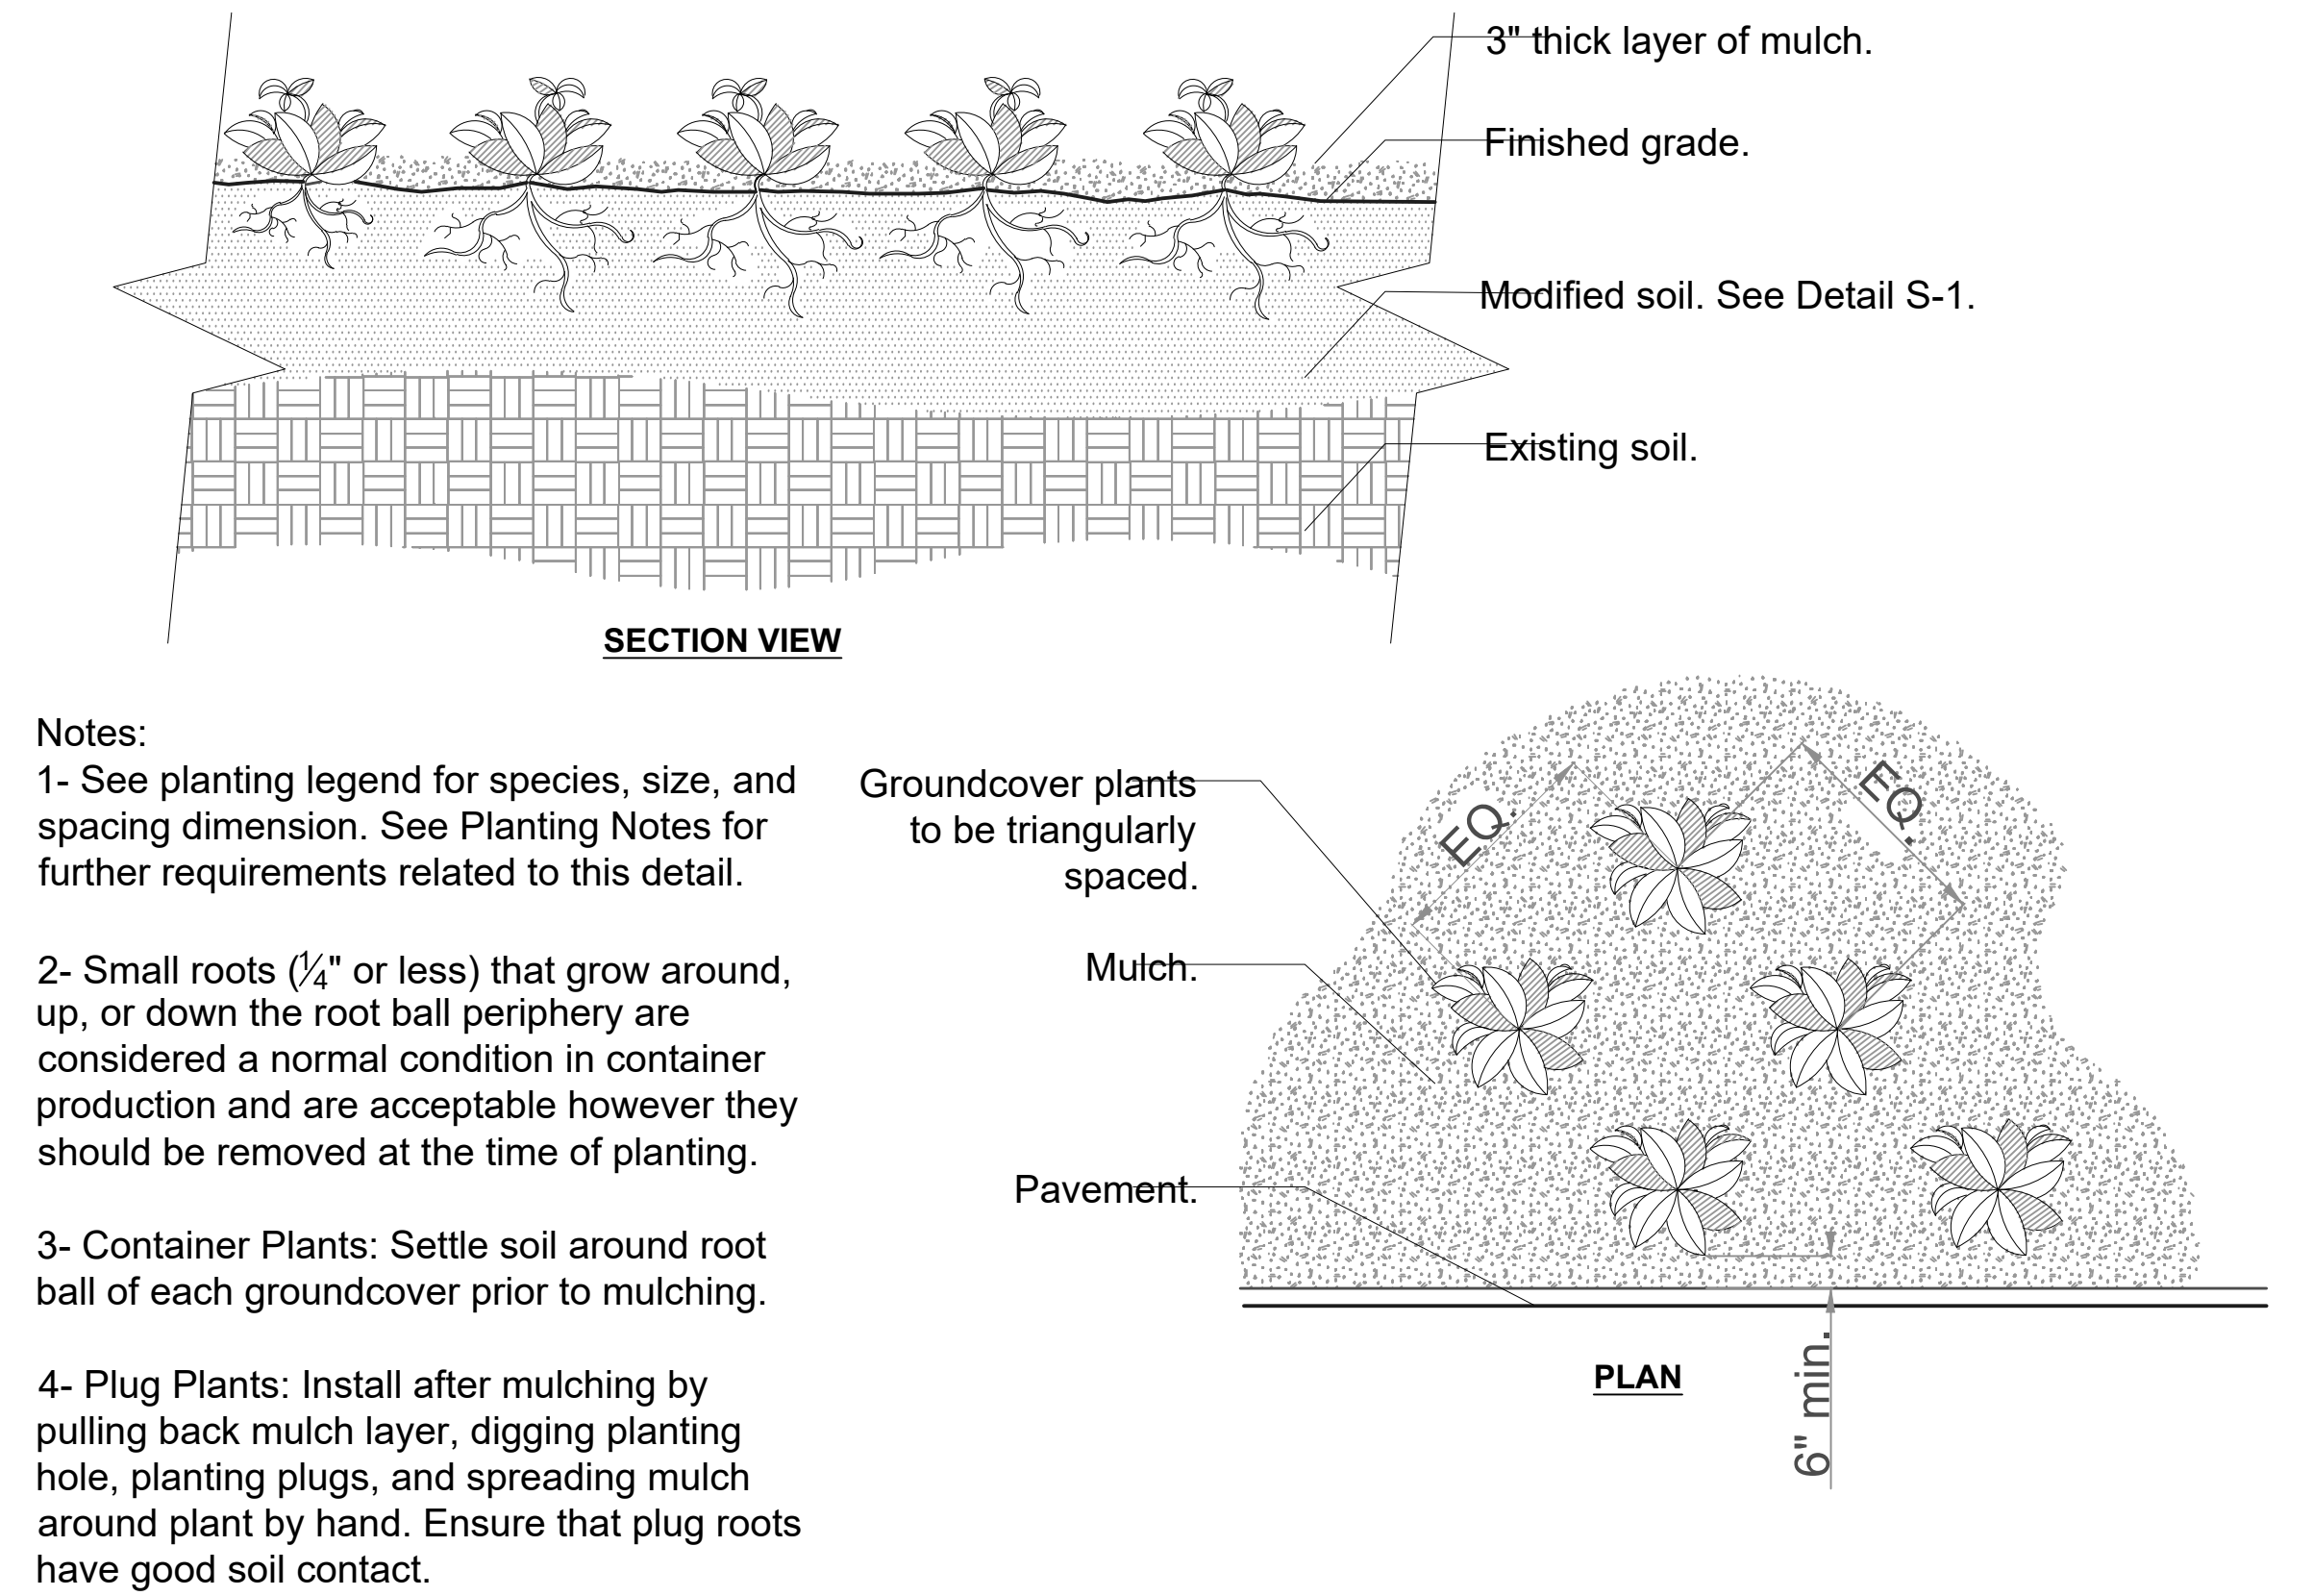 3" thick layer of mulch.
Finished grade.
Modified soil. See Detail S-1.
Existing soil.
SECTION VIEW
Notes:
1- See planting legend for species, size, and
spacing dimension. See Planting Notes for
further requirements related to this detail.
2- Small roots (¼" or less) that grow around,
up, or down the root ball periphery are
considered a normal condition in container
production and are acceptable however they
should be removed at the time of planting.
3- Container Plants: Settle soil around root
ball of each groundcover prior to mulching.
4- Plug Plants: Install after mulching by
pulling back mulch layer, digging planting
hole, planting plugs, and spreading mulch
around plant by hand. Ensure that plug roots
have good soil contact.
Groundcover plants
to be triangularly
spaced.
Mulch.
Pavement.
EQ.
EQ.
6" min.
PLAN